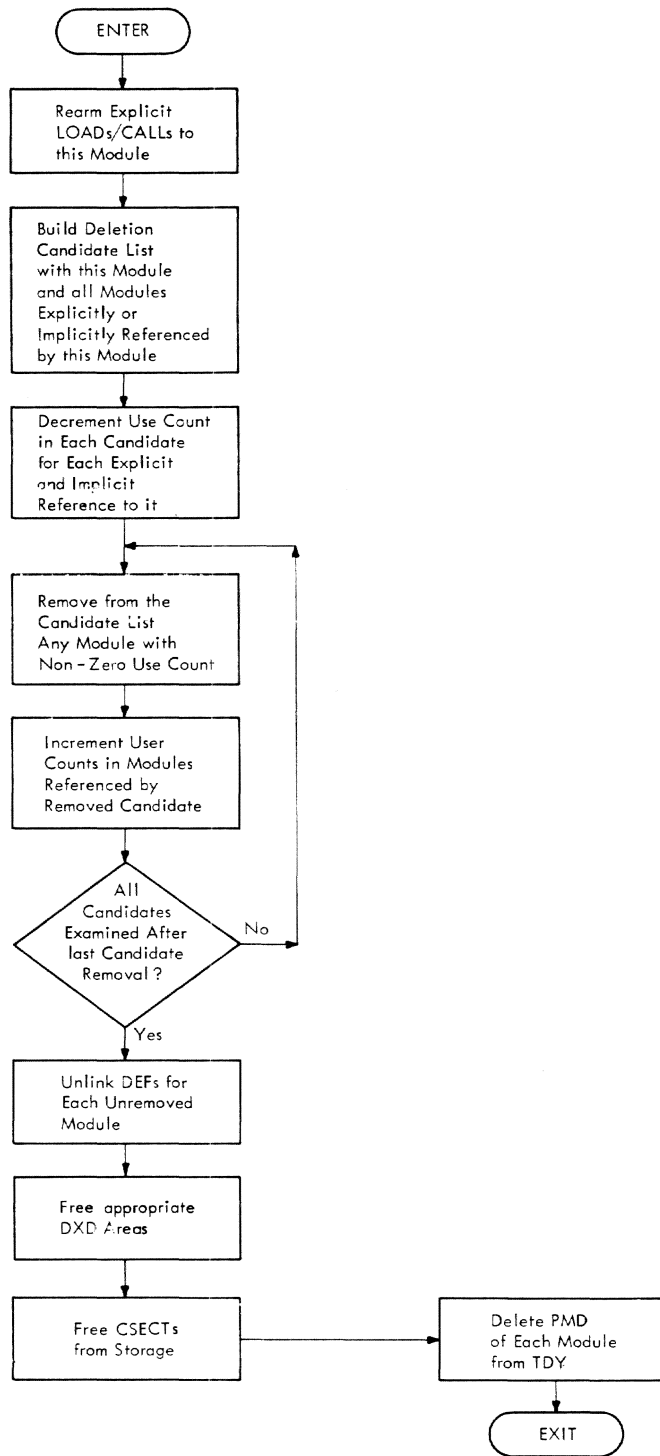 ENTER
Rearm Explicit
LOADs/CALLs to
this Module
Build Deletion
Candidate List
with this Module
and all Modules
Explicitly or
Implicitly Referenced
by this Module
Decrement Use Count
in Each Candidate
for Each Explicit
and Implicit
Reference to it
Remove from the
Candidate List
Any Module with
Non-Zero Use Count
Increment User
Counts in Modules
Referenced by
Removed Candidate
All
Candidates
Examined After
last Candidate
Removal?
No
Yes
Unlink DEFs for
Each Unremoved
Module
Free appropriate
DXD Areas
Free CSECTs
from Storage
Delete PMD
of Each Module
from TDY
EXIT